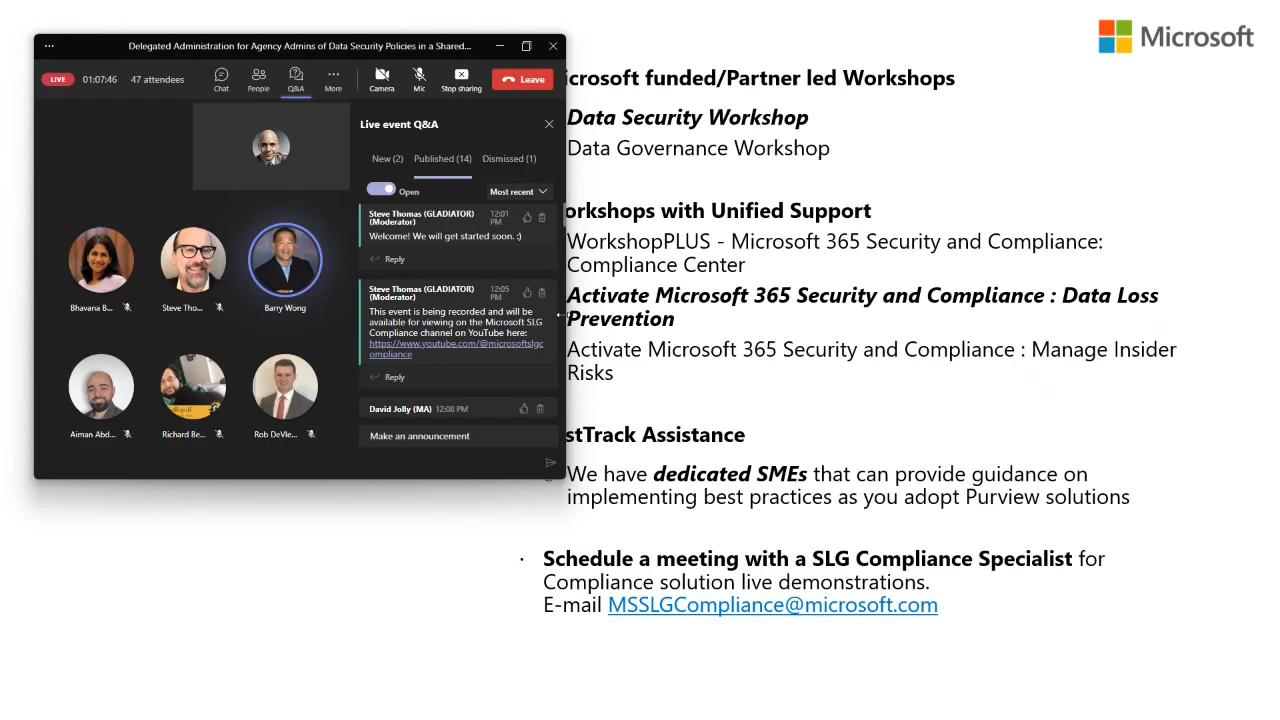 Delegated Administration for Agency Admins of Data Security Policies in a Shared...
LIVE 01:07:46 47 attendees
Chat People Q&A More Camera Mic Stop sharing Leave
Live event Q&A
New (2) Published (14) Dismissed (1)
Open Most recent
Steve Thomas (GLADIATOR) (Moderator) 12:01 PM
Welcome! We will get started soon. :)
Reply
Steve Thomas (GLADIATOR) (Moderator) 12:05 PM
This event is being recorded and will be
available for viewing on the Microsoft SLG
Compliance channel on YouTube here:
https://www.youtube.com/@microsoftslgc
ompliance
Reply
David Jolly (MA) 12:08 PM
Make an announcement
Bhavana B... Steve Tho... Barry Wong
Aiman Abd... Richard Be... Rob DeVle...
Microsoft
icrosoft funded/Partner led Workshops
Data Security Workshop
Data Governance Workshop
orkshops with Unified Support
WorkshopPLUS - Microsoft 365 Security and Compliance:
Compliance Center
Activate Microsoft 365 Security and Compliance : Data Loss
Prevention
Activate Microsoft 365 Security and Compliance : Manage Insider
Risks
stTrack Assistance
We have dedicated SMEs that can provide guidance on
implementing best practices as you adopt Purview solutions
· Schedule a meeting with a SLG Compliance Specialist for
Compliance solution live demonstrations.
E-mail MSSLGCompliance@microsoft.com